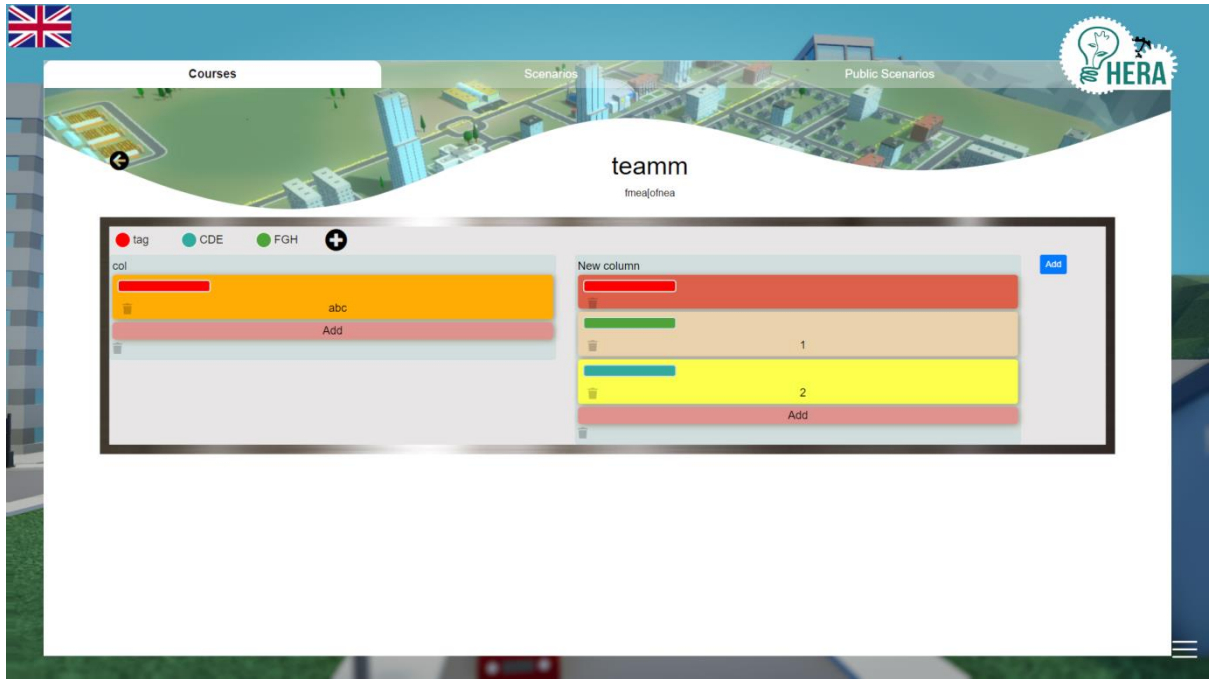 HERA
Courses
Scenarios
Public Scenarios
teamm
fmea[ofnea
tag
CDE
FGH
col
abc
Add
New column
1
2
Add
Add